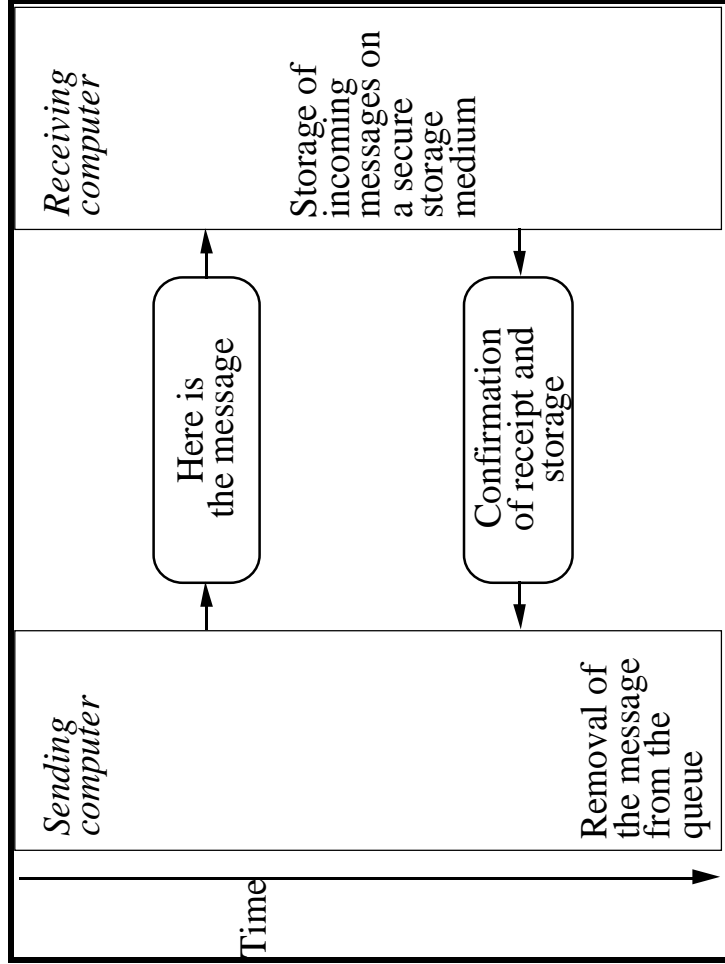 Time
Sending
computer
Receiving
computer
Here is
the message
Storage of
incoming
messages on
a secure
storage
medium
Confirmation
of receipt and
storage
Removal of
the message
from the
queue